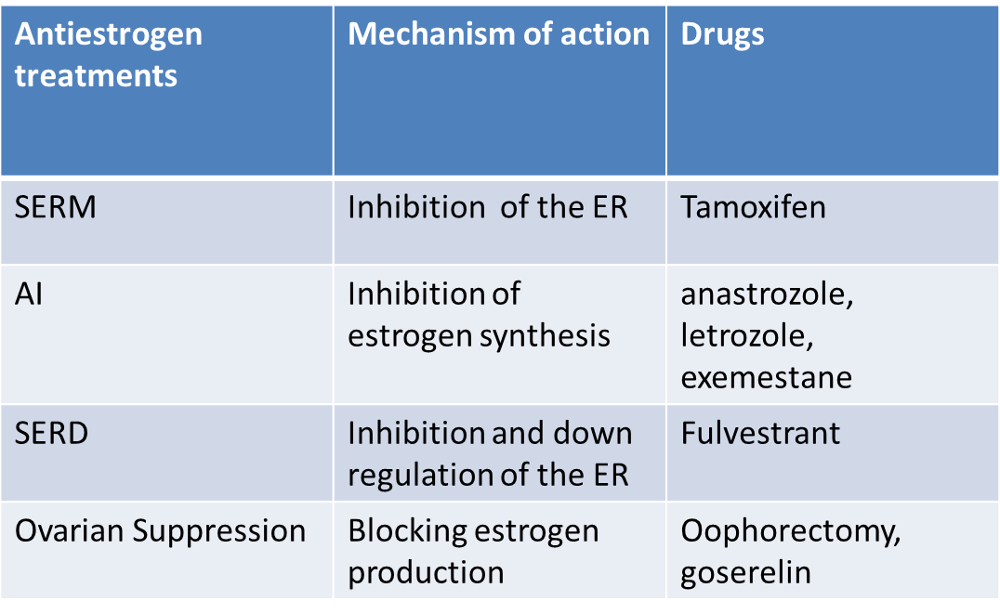 Antiestrogen treatments
Mechanism of action
Drugs
SERM
Inhibition of the ER
Tamoxifen
AI
Inhibition of
estrogen synthesis
anastrozole,
letrozole,
exemestane
SERD
Inhibition and down
regulation of the ER
Fulvestrant
Ovarian Suppression
Blocking estrogen
production
Oophorectomy,
goserelin